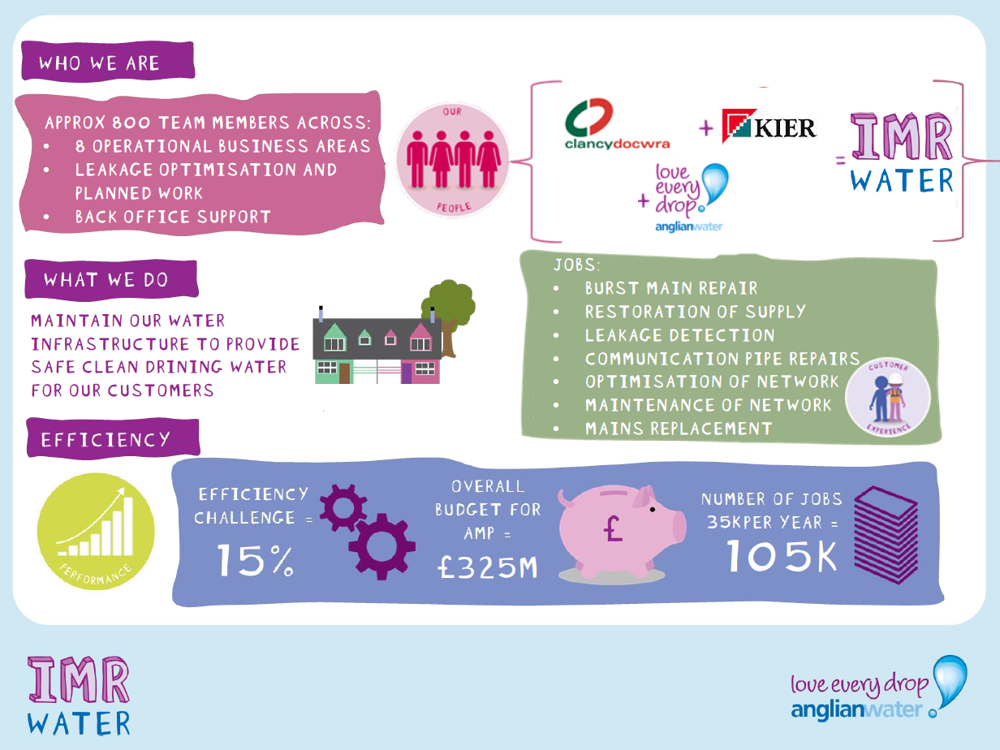 WHO WE ARE
APPROX 800 TEAM MEMBERS ACROSS:
• 8 OPERATIONAL BUSINESS AREAS
• LEAKAGE OPTIMISATION AND
PLANNED WORK
• BACK OFFICE SUPPORT
OUR
PEOPLE
clancydocwra
+
KIER
+
love
every
drop
anglianwater
=
IMR
WATER
WHAT WE DO
MAINTAIN OUR WATER
INFRASTRUCTURE TO PROVIDE
SAFE CLEAN DRINING WATER
FOR OUR CUSTOMERS
JOBS:
• BURST MAIN REPAIR
• RESTORATION OF SUPPLY
• LEAKAGE DETECTION
• COMMUNICATION PIPE REPAIRS
• OPTIMISATION OF NETWORK
• MAINTENANCE OF NETWORK
• MAINS REPLACEMENT
CUSTOMER
EXPERIENCE
EFFICIENCY
PERFORMANCE
EFFICIENCY
CHALLENGE =
15%
OVERALL
BUDGET FOR
AMP =
£325M
£
NUMBER OF JOBS
35KPER YEAR =
105K
IMR
WATER
love every drop
anglianwater